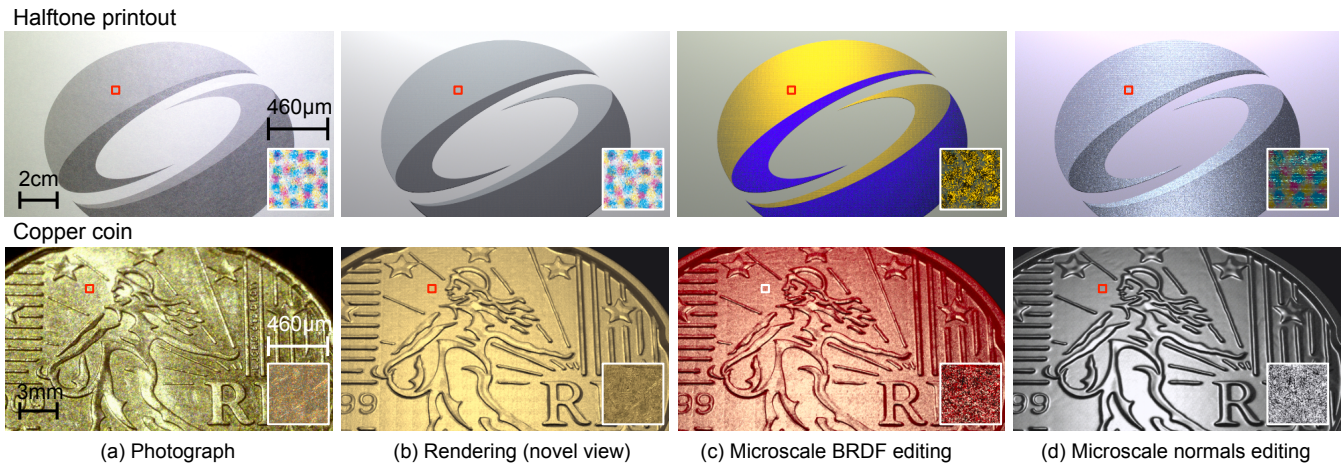 Halftone printout
460µm
2cm
Copper coin
460µm
3mm
99
R
99
R
99
R
99
R
(a) Photograph
(b) Rendering (novel view)
(c) Microscale BRDF editing
(d) Microscale normals editing